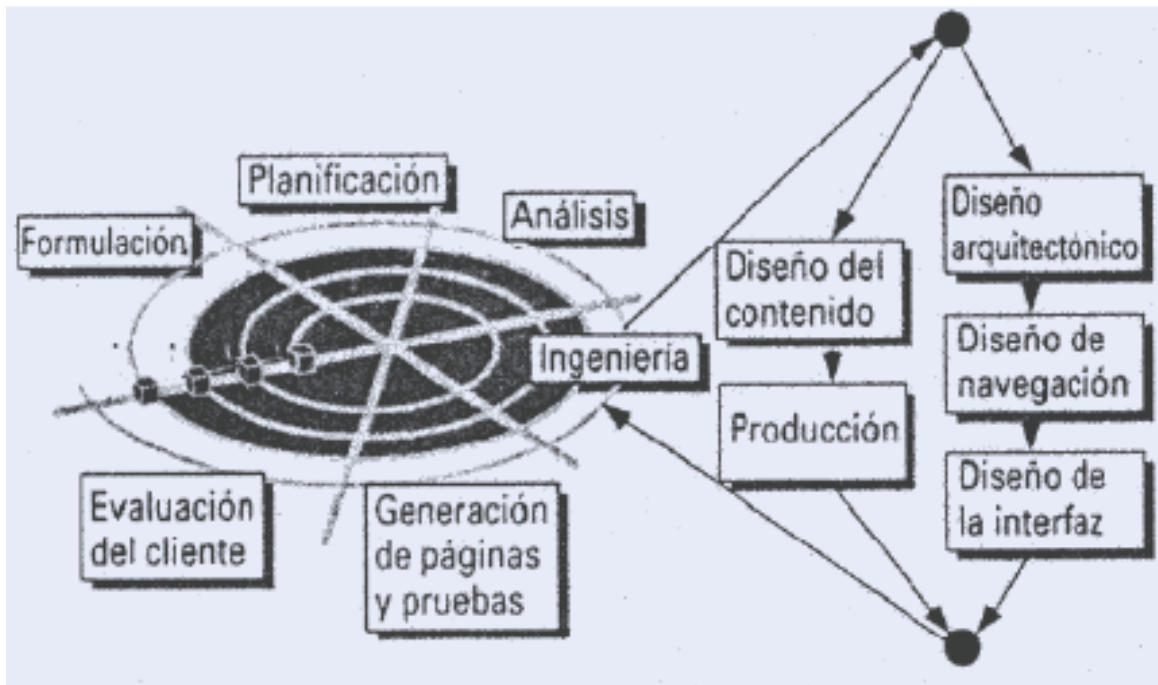 Planificación
Análisis
Formulación
Ingeniería
Evaluación
del cliente
Generación
de páginas
y pruebas
Diseño del
contenido
Producción
Diseño
arquitectónico
Diseño de
navegación
Diseño de
la interfaz